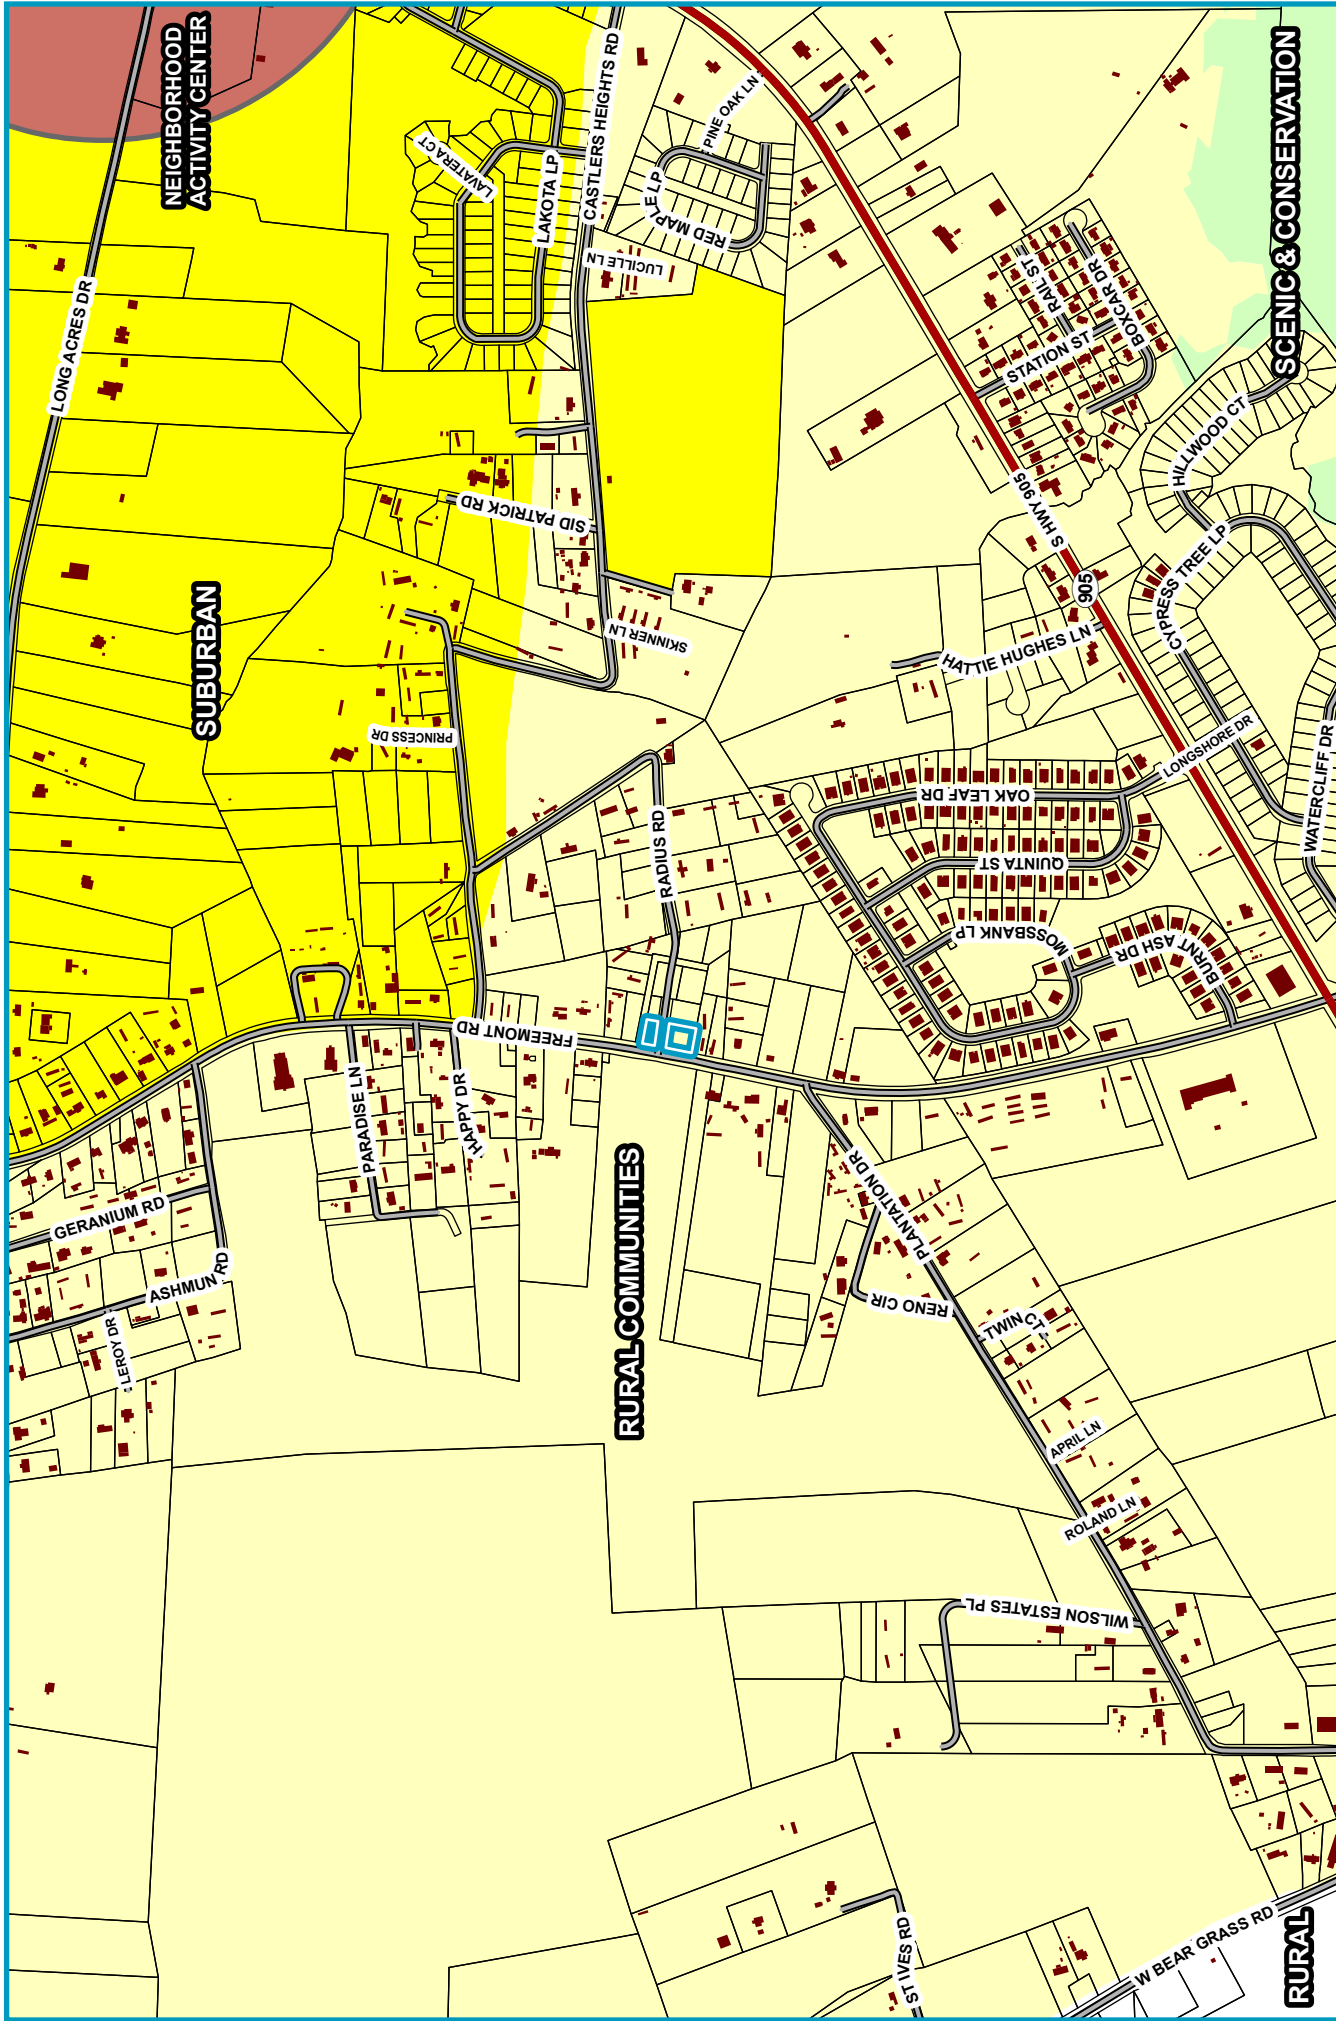 NEIGHBORHOOD
ACTIVITY CENTER
SCENIC & CONSERVATION
CASTLERS HEIGHTS RD
PINE OAK LN
LAVATERA CT
LAKOTA LP
RED MAPLE LP
LUCILLE LN
LONG ACRES DR
RAIL ST
BOXCAR DR
STATION ST
HILLWOOD CT
SID PATRICK RD
S HWY 905
905
CYPRESS TREE LP
SUBURBAN
SKINNER LN
HATTIE HUGHES LN
PRINCESS DR
LONGSHORE DR
WATERCLIFF DR
OAK LEAF DR
RADIUS RD
QUINTA ST
MOSSBANK LP
BURNT ASH DR
FREEMONT RD
PARADISE LN
HAPPY DR
RURAL COMMUNITIES
PLANTATION DR
GERANIUM RD
ASHMUN RD
LEROY DR
RENO CIR
TWIN CT
APRIL LN
ROLAND LN
WILSON ESTATES PL
ST IVES RD
W BEAR GRASS RD
RURAL